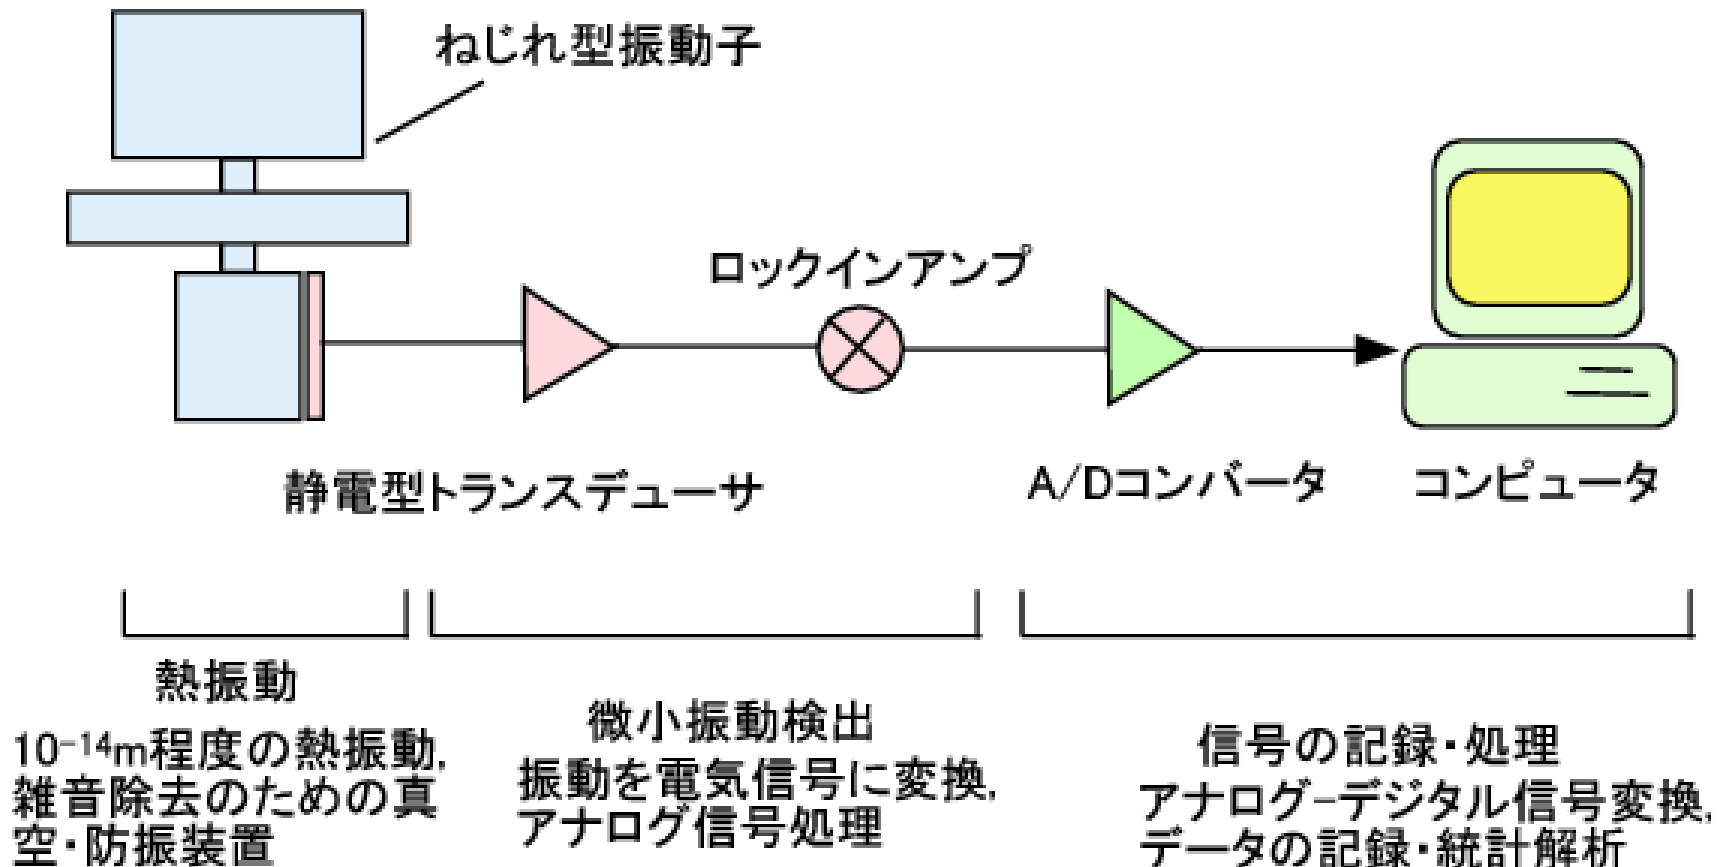 ねじれ型振動子
ロックインアンプ
静電型トランスデューサ
A/Dコンバータ
コンピュータ
熱振動
10⁻¹⁴m程度の熱振動,
雑音除去のための真
空・防振装置
微小振動検出
振動を電気信号に変換,
アナログ信号処理
信号の記録・処理
アナログ-デジタル信号変換,
データの記録・統計解析